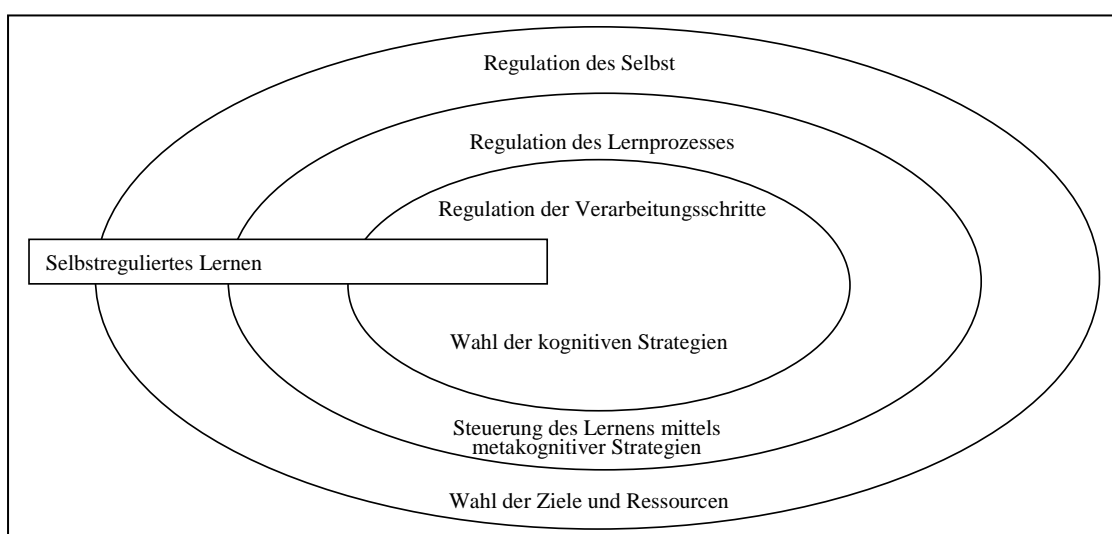 Regulation des Selbst
Regulation des Lernprozesses
Regulation der Verarbeitungsschritte
Selbstreguliertes Lernen
Wahl der kognitiven Strategien
Steuerung des Lernens mittels
metakognitiver Strategien
Wahl der Ziele und Ressourcen